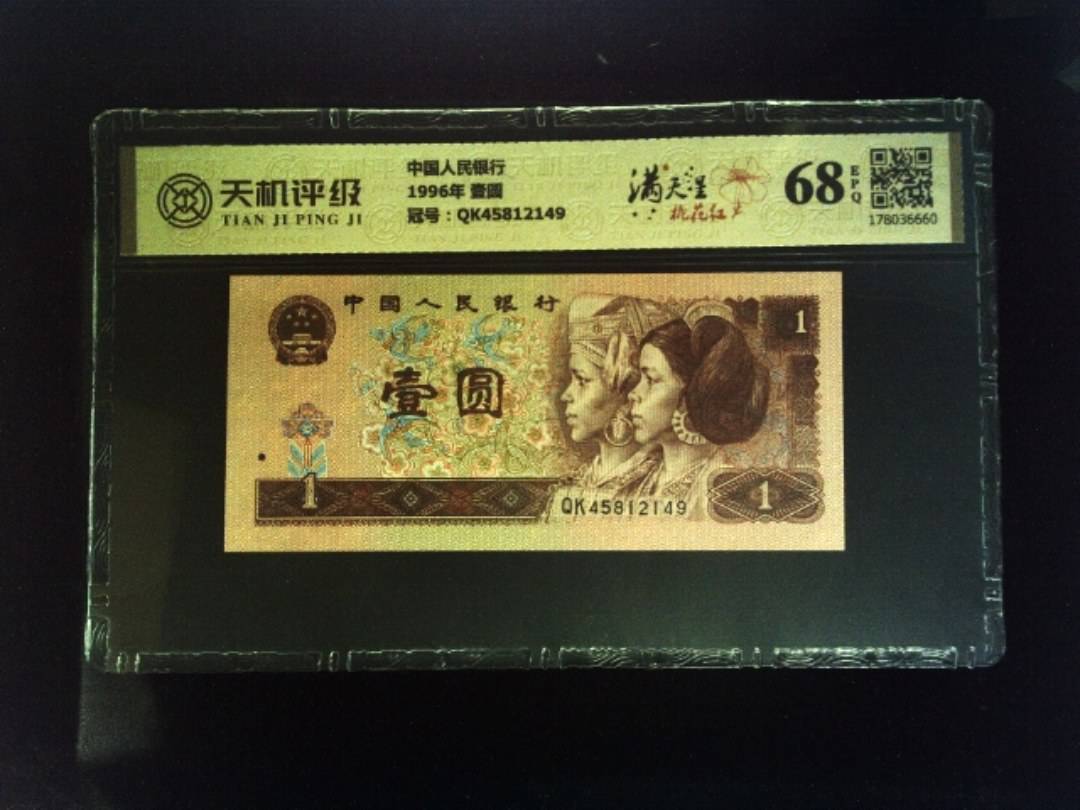 天机评级
TIAN JI PING JI
中国人民银行
1996年 壹圆
冠号：QK45812149
满天星
桃花红
68
EPQ
178036660
中国人民银行
1
壹圆
1
QK45812149
1